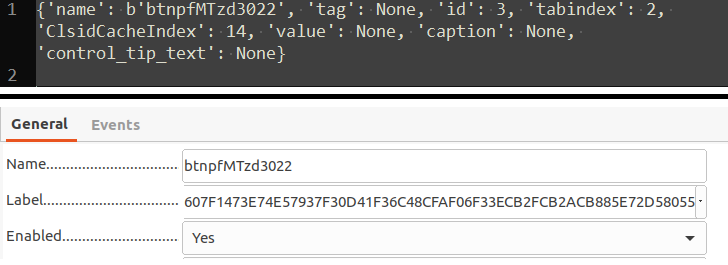 1 {'name': b'btnpfMTzd3022', 'tag': None, 'id': 3, 'tabindex': 2,
'ClsidCacheIndex': 14, 'value': None, 'caption': None,
'control_tip_text': None}
2
General Events
Name............................... btnpfMTzd3022
Label................................ 607F1473E74E57937F30D41F36C48CFAF06F33ECB2FCB2ACB885E72D58055
Enabled........................... Yes